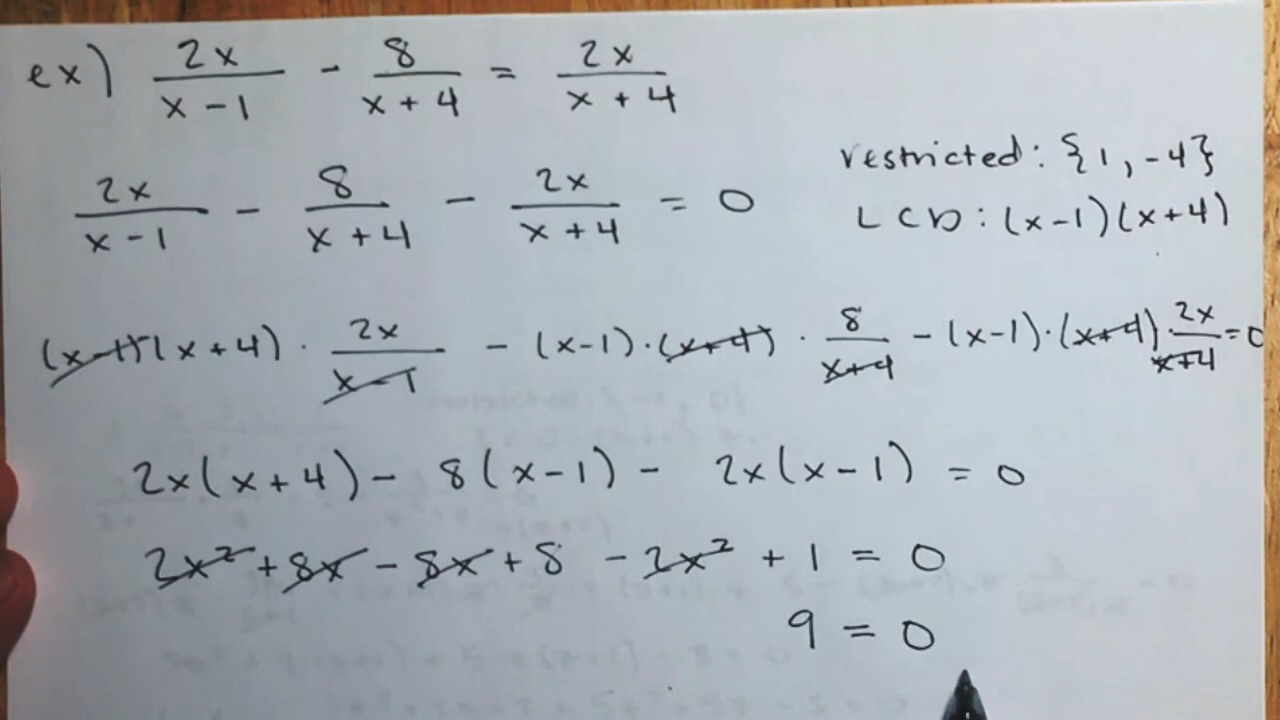 ex) 2x/(x - 1) - 8/(x + 4) = 2x/(x + 4)
restricted: {1, -4}
2x/(x - 1) - 8/(x + 4) - 2x/(x + 4) = 0
LCD: (x-1)(x+4)
(x-1)·(x+4) · 2x/(x-1) - (x-1)·(x+4) · 8/(x+4) - (x-1)·(x+4) · 2x/(x+4) = 0
2x(x+4) - 8(x-1) - 2x(x-1) = 0
2x² + 8x - 8x + 8 - 2x² + 1 = 0
9 = 0